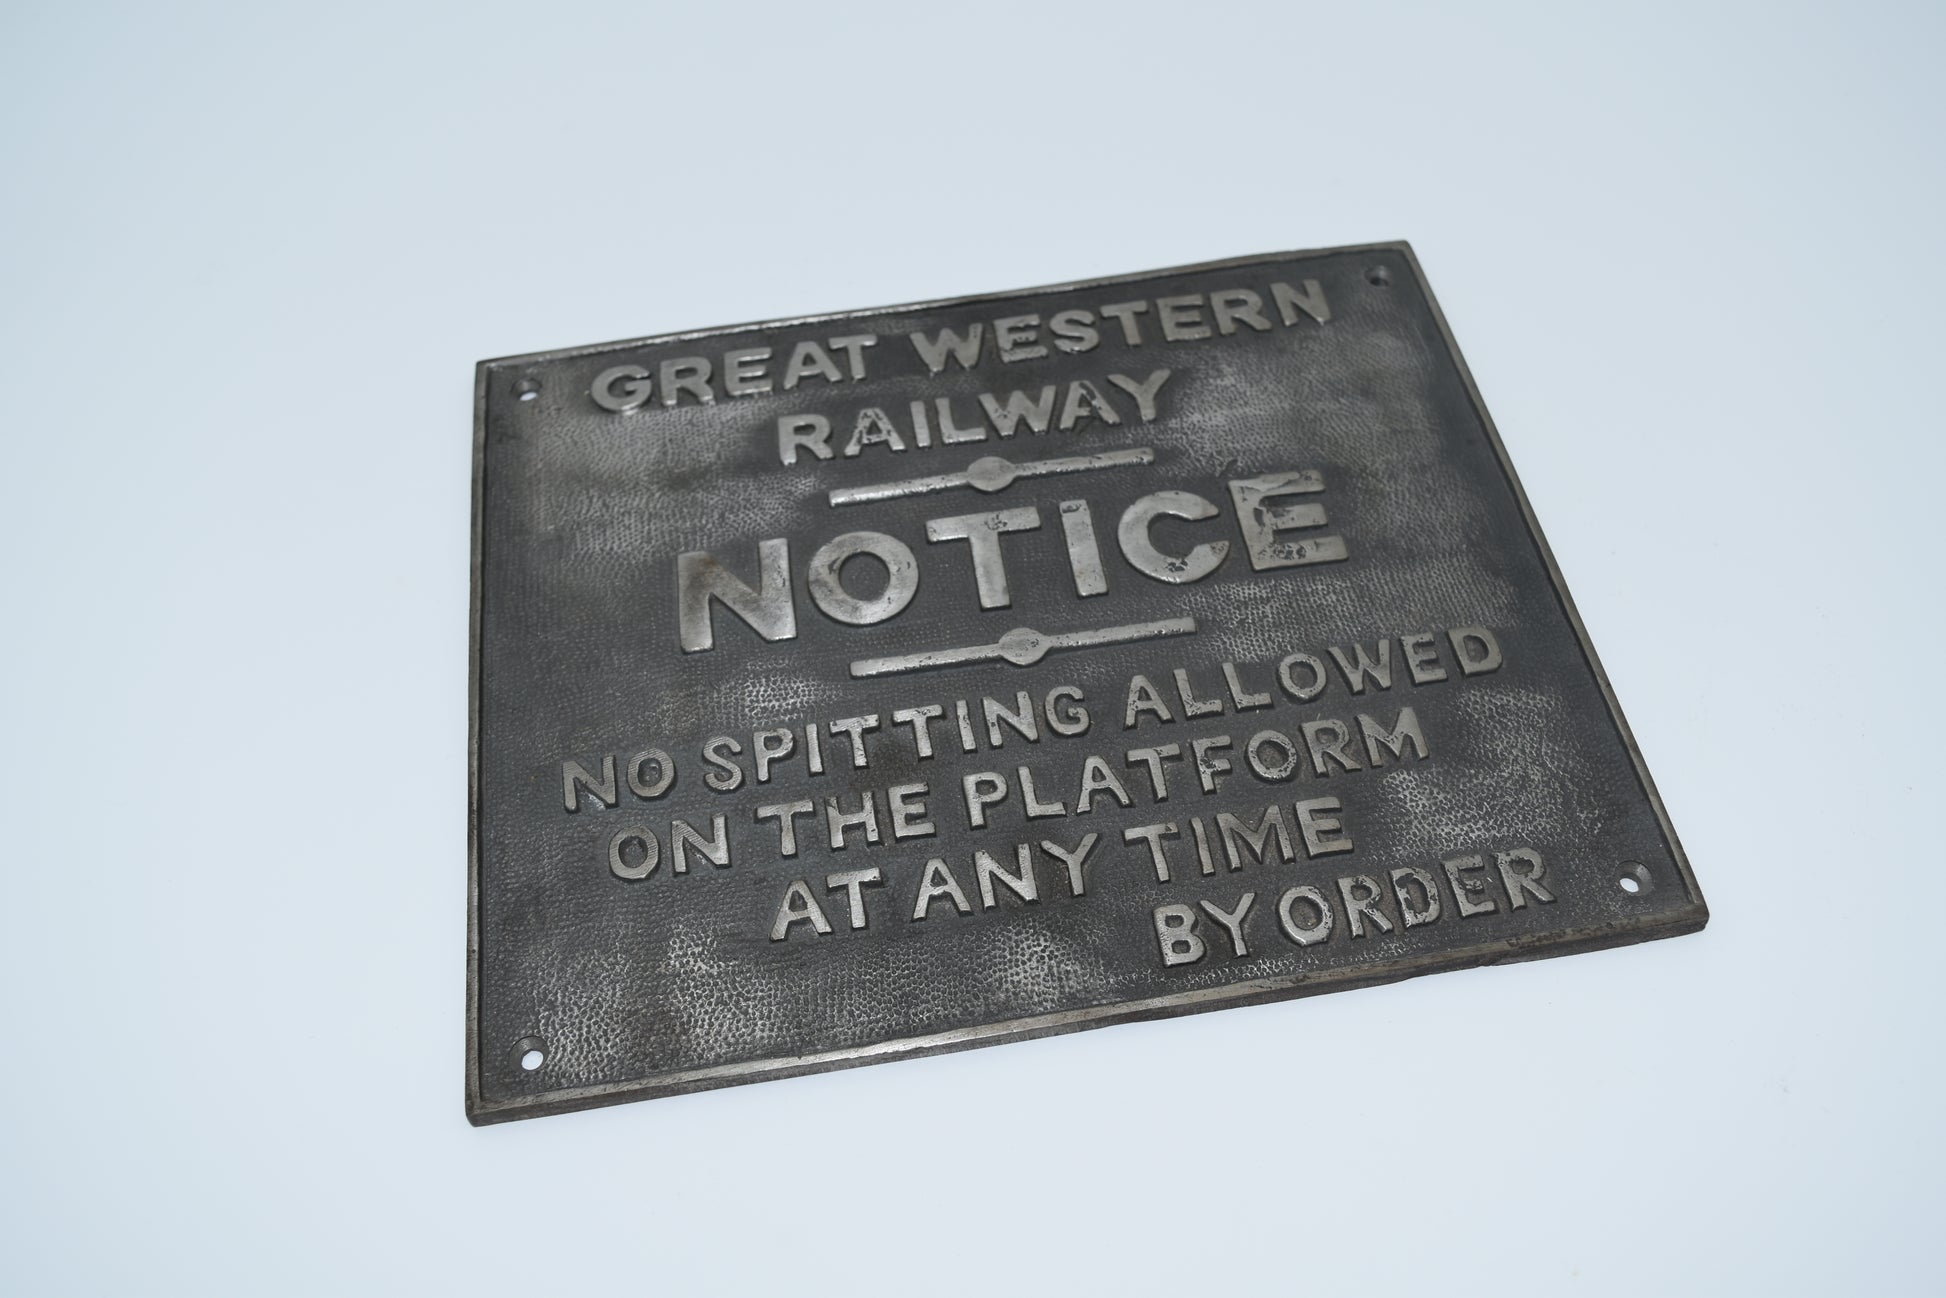 GREAT WESTERN
RAILWAY
NOTICE
NO SPITTING ALLOWED
ON THE PLATFORM
AT ANY TIME
BY ORDER